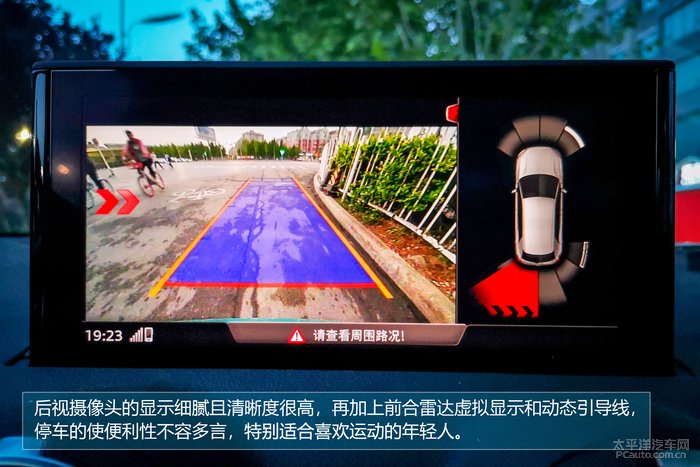 19:23
请查看周围路况!
后视摄像头的显示细腻且清晰度很高，再加上前合雷达虚拟显示和动态引导线，
停车的使便利性不容多言，特别适合喜欢运动的年轻人。
太平洋汽车网
PCauto.com.cn